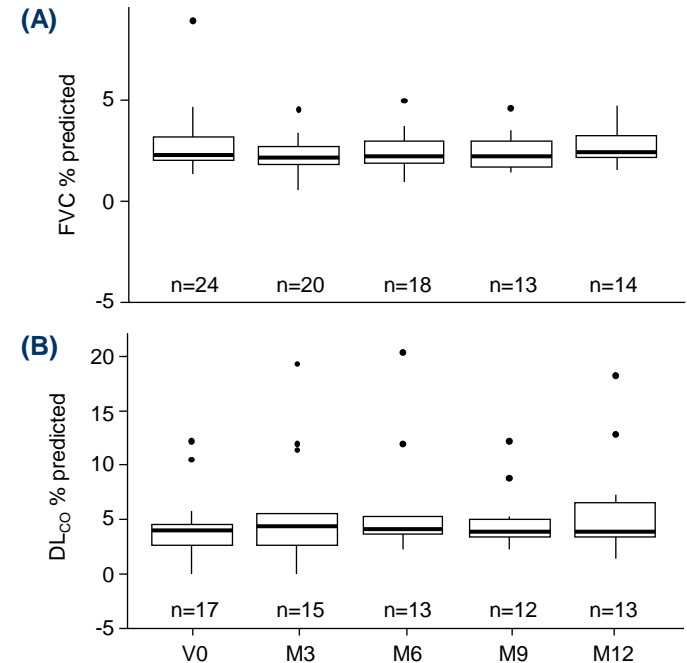 (A)
FVC % predicted
5
0
-5
n=24 n=20 n=18 n=13 n=14
(B)
DLCO % predicted
20
15
10
5
0
-5
n=17 n=15 n=13 n=12 n=13
V0 M3 M6 M9 M12